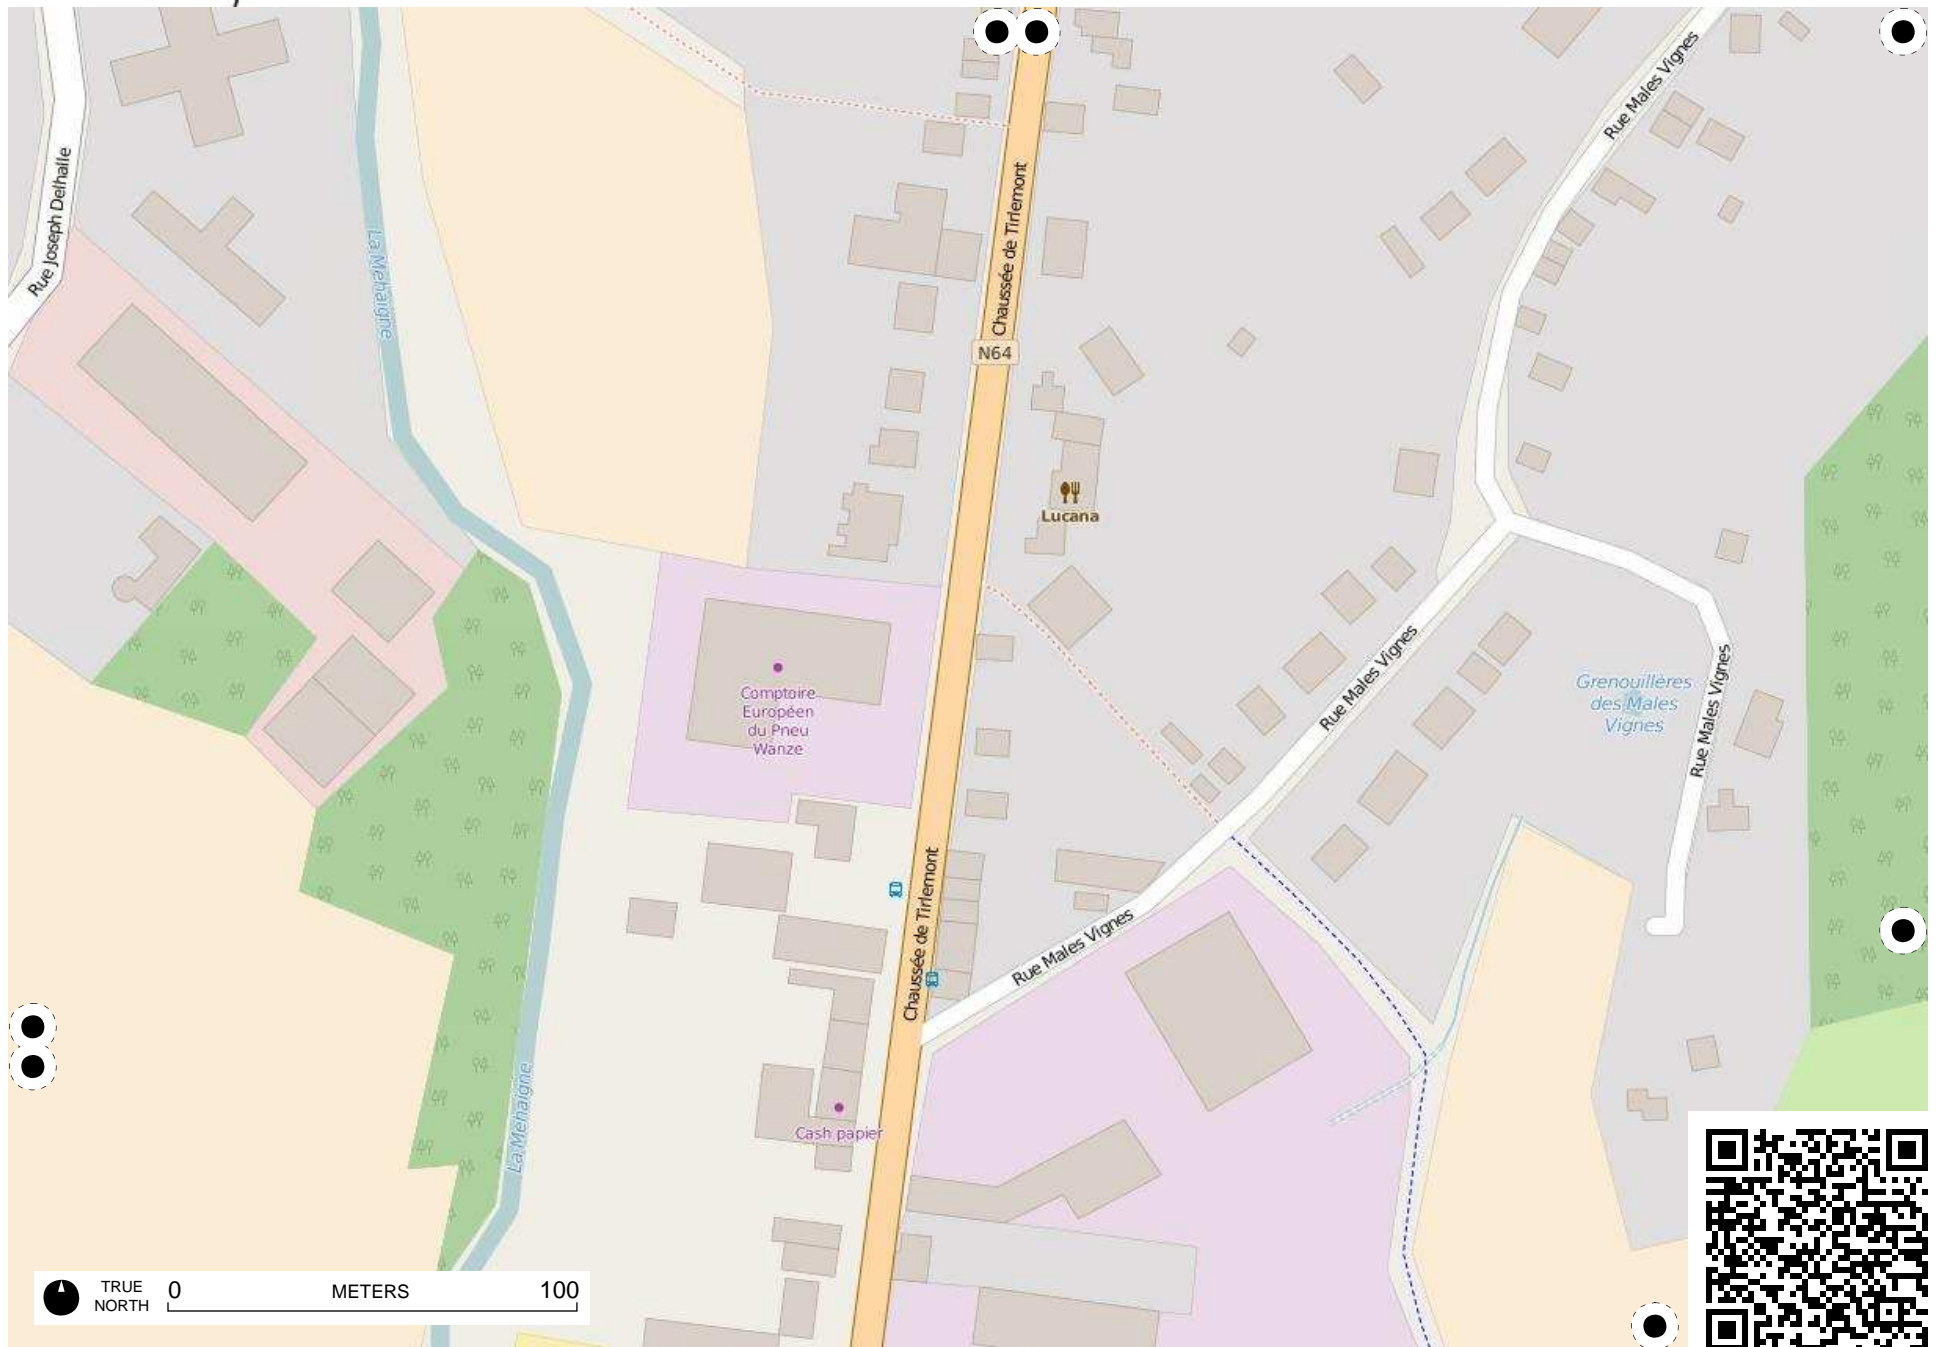 Rue Males Vignes
Rue Joseph Delhalle
La Mehaigne
Chaussée de Tirlemont
N64
Lucana
Rue Males Vignes
Comptoire
Européen
du Pneu
Wanze
Grenouillères
des Males
Vignes
Rue Males Vignes
Chaussée de Tirlemont
Rue Males Vignes
La Mehaigne
Cash papier
TRUE
NORTH
0 METERS 100